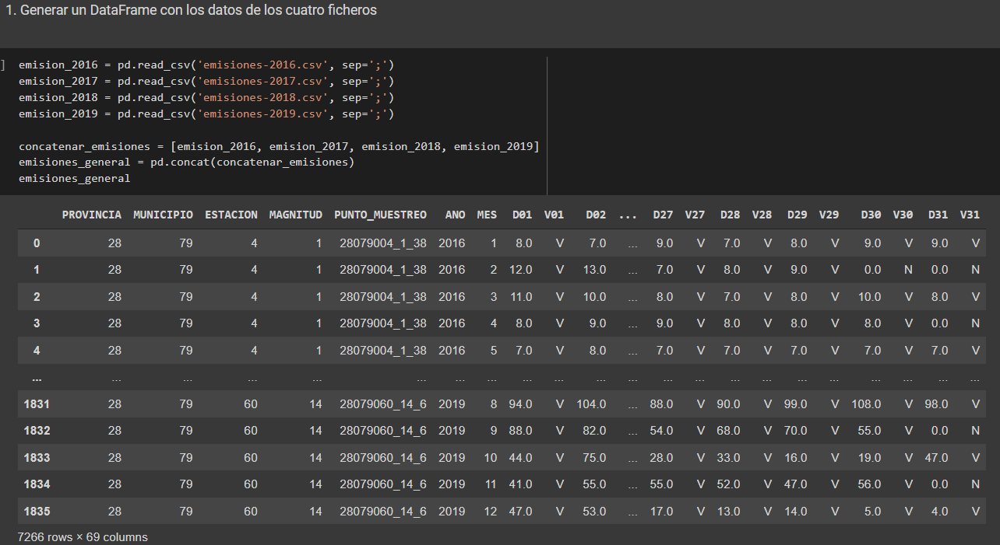 1. Generar un DataFrame con los datos de los cuatro ficheros
]
emision_2016 = pd.read_csv('emisiones-2016.csv', sep=';')
emision_2017 = pd.read_csv('emisiones-2017.csv', sep=';')
emision_2018 = pd.read_csv('emisiones-2018.csv', sep=';')
emision_2019 = pd.read_csv('emisiones-2019.csv', sep=';')
concatenar_emisiones = [emision_2016, emision_2017, emision_2018, emision_2019]
emisiones_general = pd.concat(concatenar_emisiones)
emisiones_general
PROVINCIA MUNICIPIO ESTACION MAGNITUD PUNTO_MUESTREO ANO MES D01 V01 D02 ... D27 V27 D28 V28 D29 V29 D30 V30 D31 V31
0 28 79 4 1 28079004_1_38 2016 1 8.0 V 7.0 ... 9.0 V 7.0 V 8.0 V 9.0 V 9.0 V
1 28 79 4 1 28079004_1_38 2016 2 12.0 V 13.0 ... 7.0 V 8.0 V 9.0 V 0.0 N 0.0 N
2 28 79 4 1 28079004_1_38 2016 3 11.0 V 10.0 ... 8.0 V 7.0 V 8.0 V 10.0 V 8.0 V
3 28 79 4 1 28079004_1_38 2016 4 8.0 V 9.0 ... 9.0 V 8.0 V 8.0 V 8.0 V 0.0 N
4 28 79 4 1 28079004_1_38 2016 5 7.0 V 8.0 ... 7.0 V 7.0 V 7.0 V 7.0 V 7.0 V
... ... ... ... ... ... ... ... ... ... ... ... ... ... ... ... ... ... ... ... ... ...
1831 28 79 60 14 28079060_14_6 2019 8 94.0 V 104.0 ... 88.0 V 90.0 V 99.0 V 108.0 V 98.0 V
1832 28 79 60 14 28079060_14_6 2019 9 88.0 V 82.0 ... 54.0 V 68.0 V 70.0 V 55.0 V 0.0 N
1833 28 79 60 14 28079060_14_6 2019 10 44.0 V 75.0 ... 28.0 V 33.0 V 16.0 V 19.0 V 47.0 V
1834 28 79 60 14 28079060_14_6 2019 11 41.0 V 55.0 ... 55.0 V 52.0 V 47.0 V 56.0 V 0.0 N
1835 28 79 60 14 28079060_14_6 2019 12 47.0 V 53.0 ... 17.0 V 13.0 V 14.0 V 5.0 V 4.0 V
7266 rows × 69 columns